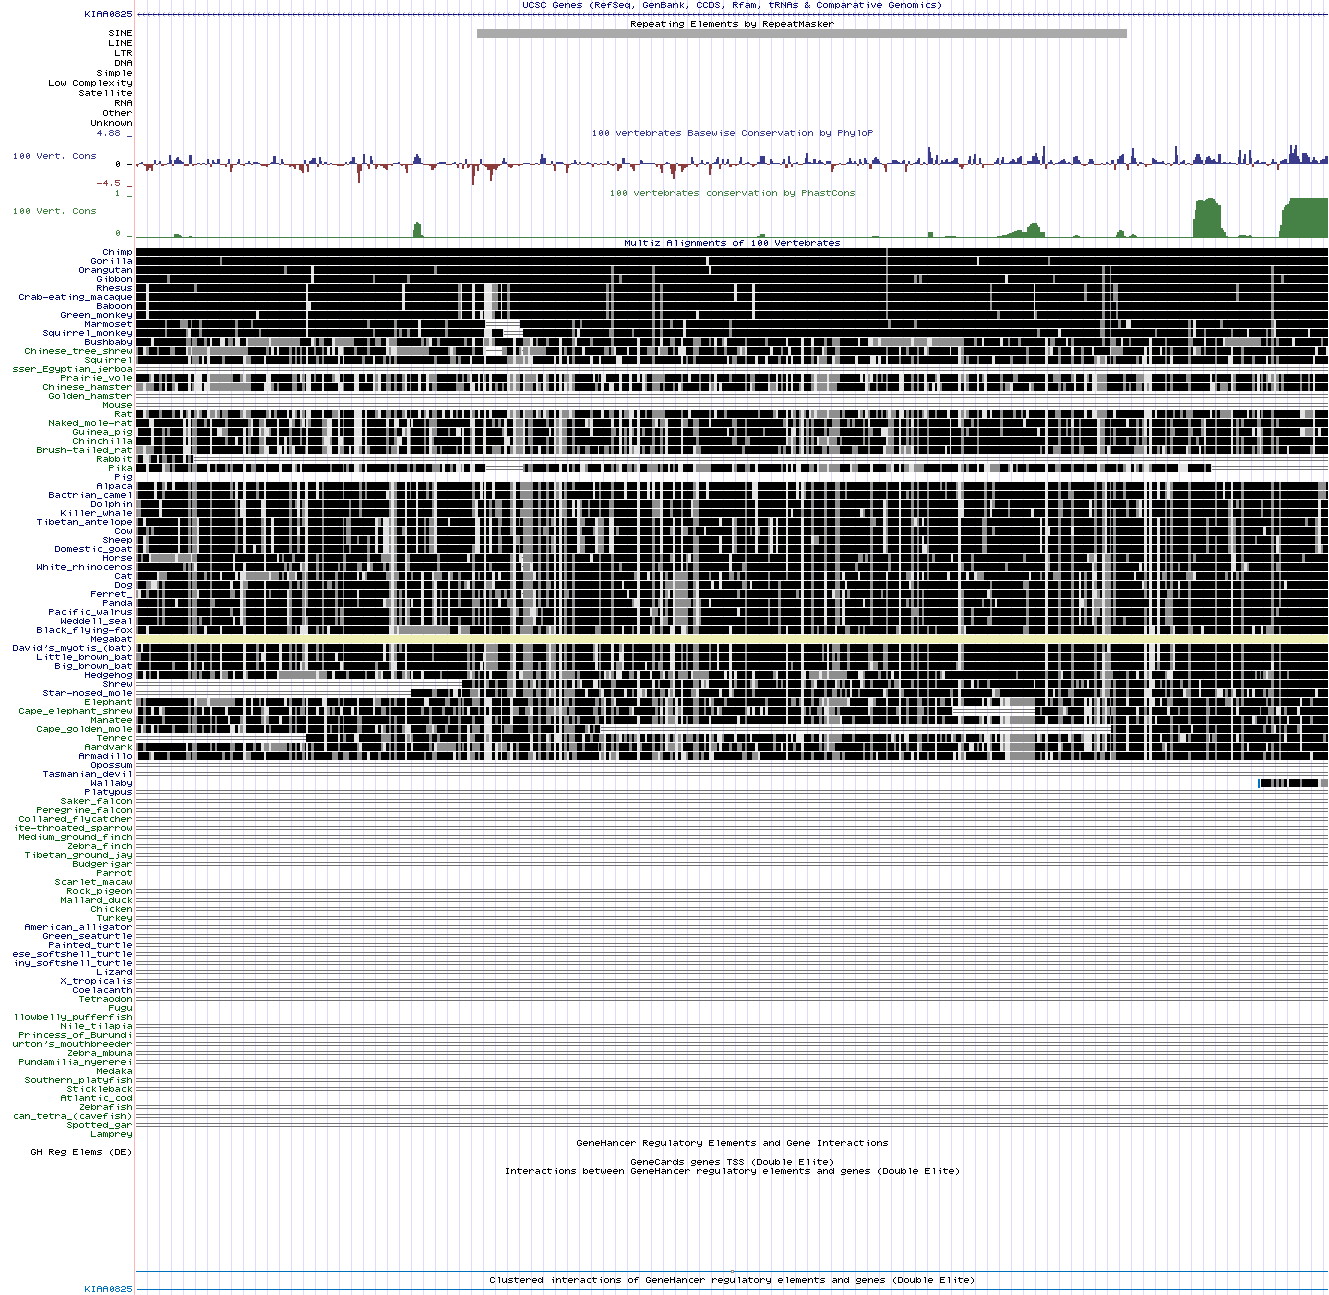 UCSC Genes (RefSeq, GenBank, CCDS, Rfam, tRNAs & Comparative Genomics)
KIAA0825
Repeating Elements by RepeatMasker
SINE
LINE
LTR
DNA
Simple
Low Complexity
Satellite
RNA
Other
Unknown
4.88 _
100 vertebrates Basewise Conservation by PhyloP
100 Vert. Cons
0 -
-4.5 _
100 vertebrates conservation by PhastCons
1 _
100 Vert. Cons
0 _
Multiz Alignments of 100 Vertebrates
Chimp
Gorilla
Orangutan
Gibbon
Rhesus
Crab-eating_macaque
Baboon
Green_monkey
Marmoset
Squirrel_monkey
Bushbaby
Chinese_tree_shrew
Squirrel
sser_Egyptian_jerboa
Prairie_vole
Chinese_hamster
Golden_hamster
Mouse
Rat
Naked_mole-rat
Guinea_pig
Chinchilla
Brush-tailed_rat
Rabbit
Pika
Pig
Alpaca
Bactrian_camel
Dolphin
Killer_whale
Tibetan_antelope
Cow
Sheep
Domestic_goat
Horse
White_rhinoceros
Cat
Dog
Ferret_
Panda
Pacific_walrus
Weddell_seal
Black_flying-fox
Megabat
David's_myotis_(bat)
Little_brown_bat
Big_brown_bat
Hedgehog
Shrew
Star-nosed_mole
Elephant
Cape_elephant_shrew
Manatee
Cape_golden_mole
Tenrec
Aardvark
Armadillo
Opossum
Tasmanian_devil
Wallaby
Platypus
Saker_falcon
Peregrine_falcon
Collared_flycatcher
ite-throated_sparrow
Medium_ground_finch
Zebra_finch
Tibetan_ground_jay
Budgerigar
Parrot
Scarlet_macaw
Rock_pigeon
Mallard_duck
Chicken
Turkey
American_alligator
Green_seaturtle
Painted_turtle
ese_softshell_turtle
iny_softshell_turtle
Lizard
X_tropicalis
Coelacanth
Tetraodon
Fugu
llowbelly_pufferfish
Nile_tilapia
Princess_of_Burundi
urton's_mouthbreeder
Zebra_mbuna
Pundamilia_nyererei
Medaka
Southern_platyfish
Stickleback
Atlantic_cod
Zebrafish
can_tetra_(cavefish)
Spotted_gar
Lamprey
GeneHancer Regulatory Elements and Gene Interactions
GH Reg Elems (DE)
GeneCards genes TSS (Double Elite)
Interactions between GeneHancer regulatory elements and genes (Double Elite)
Clustered interactions of GeneHancer regulatory elements and genes (Double Elite)
KIAA0825